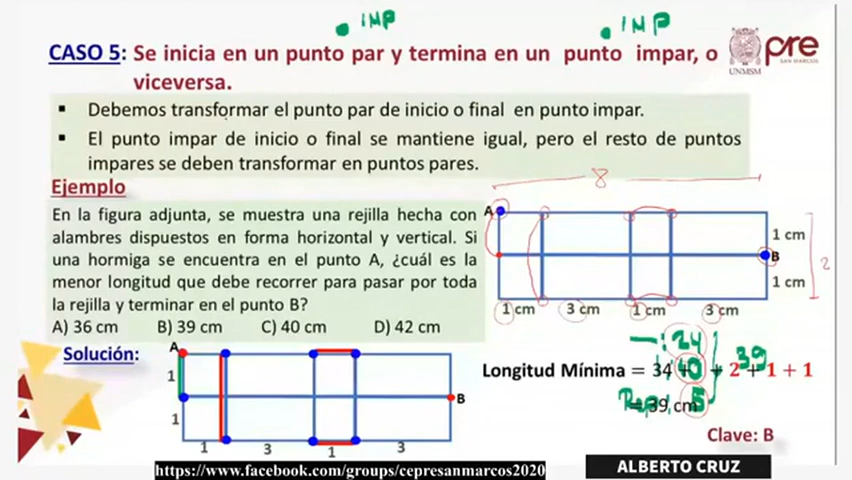 IMP
IMP
CASO 5: Se inicia en un punto par y termina en un punto impar, o
viceversa.
UNMSM
pre
SAN MARCOS
▪ Debemos transformar el punto par de inicio o final en punto impar.
▪ El punto impar de inicio o final se mantiene igual, pero el resto de puntos
impares se deben transformar en puntos pares.
Ejemplo
En la figura adjunta, se muestra una rejilla hecha con
alambres dispuestos en forma horizontal y vertical. Si
una hormiga se encuentra en el punto A, ¿cuál es la
menor longitud que debe recorrer para pasar por toda
la rejilla y terminar en el punto B?
A) 36 cm B) 39 cm C) 40 cm D) 42 cm
8
A
1 cm
B
2
1 cm
1 cm 3 cm 1 cm 3 cm
Solución:
A
1
B
1
1 3 1 3
24
10
39
Longitud Mínima = 34 + 2 + 1 + 1
Rep 5
= 39 cm
Clave: B
https://www.facebook.com/groups/cepresanmarcos2020
ALBERTO CRUZ